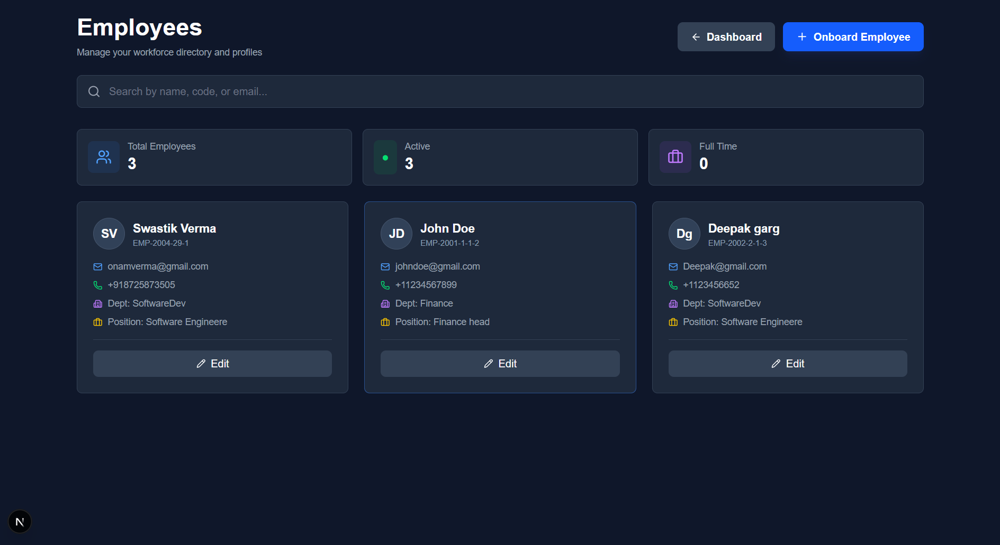 Employees
Manage your workforce directory and profiles
Dashboard
Onboard Employee
Search by name, code, or email...
Total Employees
3
Active
3
Full Time
0
SV
Swastik Verma
EMP-2004-29-1
onamverma@gmail.com
+918725873505
Dept: SoftwareDev
Position: Software Engineere
Edit
JD
John Doe
EMP-2001-1-1-2
johndoe@gmail.com
+11234567899
Dept: Finance
Position: Finance head
Edit
Dg
Deepak garg
EMP-2002-2-1-3
Deepak@gmail.com
+1123456652
Dept: SoftwareDev
Position: Software Engineere
Edit
N